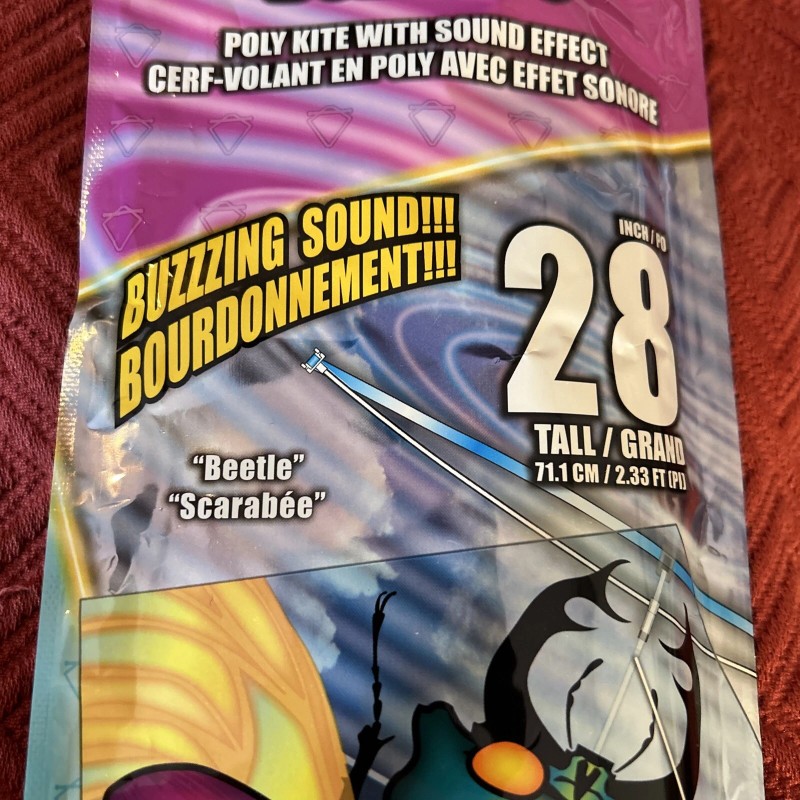 POLY KITE WITH SOUND EFFECT
CERF-VOLANT EN POLY AVEC EFFET SONORE
BUZZZING SOUND!!!
BOURDONNEMENT!!!
INCH / PO
28
TALL / GRAND
71.1 CM / 2.33 FT (PI)
“Beetle”
“Scarabée”